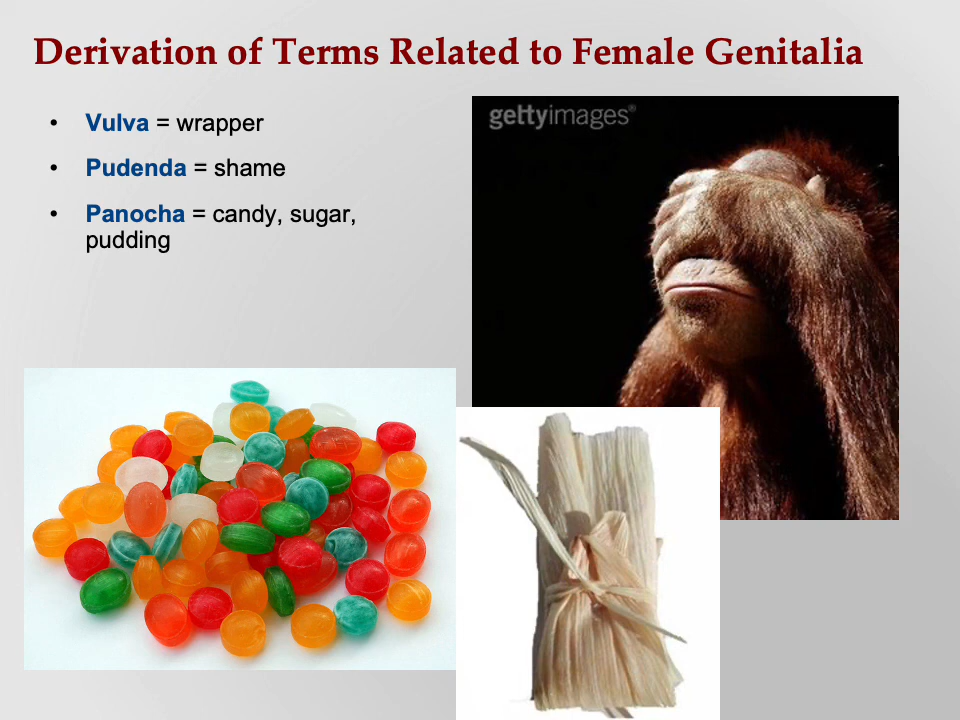 Derivation of Terms Related to Female Genitalia
gettyimages®
• Vulva = wrapper
• Pudenda = shame
• Panocha = candy, sugar,
pudding